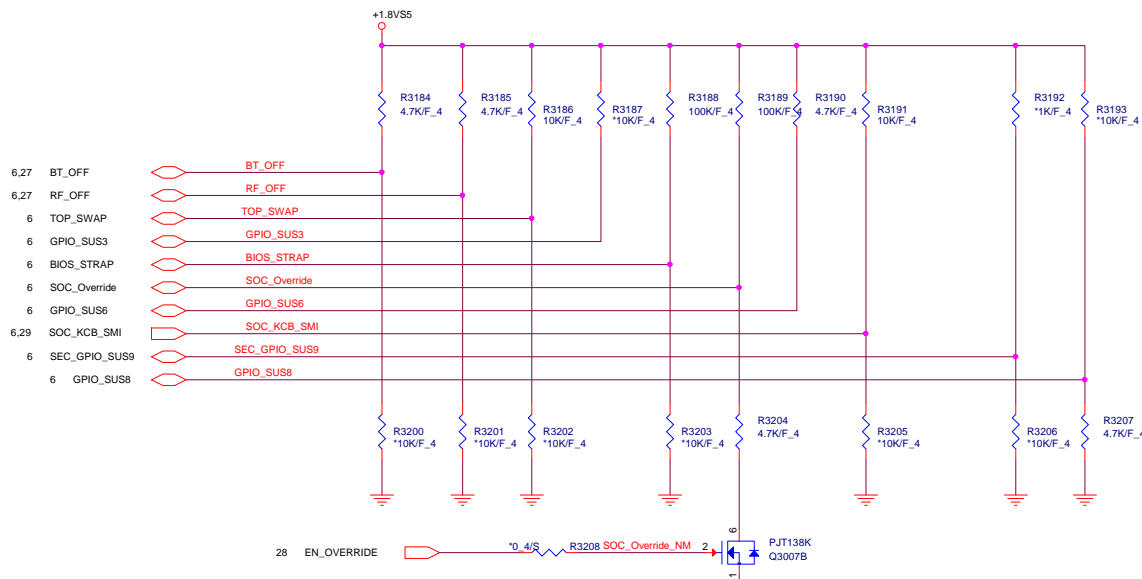 +1.8VS5
R3184
4.7K/F_4
R3185
4.7K/F_4
R3186
10K/F_4
R3187
*10K/F_4
R3188
100K/F_4
R3189
100K/F_4
R3190
4.7K/F_4
R3191
10K/F_4
R3192
*1K/F_4
R3193
*10K/F_4
6,27 BT_OFF BT_OFF
6,27 RF_OFF RF_OFF
6 TOP_SWAP TOP_SWAP
6 GPIO_SUS3 GPIO_SUS3
6 BIOS_STRAP BIOS_STRAP
6 SOC_Override SOC_Override
6 GPIO_SUS6 GPIO_SUS6
6,29 SOC_KCB_SMI SOC_KCB_SMI
6 SEC_GPIO_SUS9 SEC_GPIO_SUS9
6 GPIO_SUS8 GPIO_SUS8
R3200
*10K/F_4
R3201
*10K/F_4
R3202
*10K/F_4
R3203
*10K/F_4
R3204
4.7K/F_4
R3205
*10K/F_4
R3206
*10K/F_4
R3207
4.7K/F_4
28 EN_OVERRIDE *0_4/S R3208 SOC_Override_NM 2
6
1
PJT138K
Q3007B